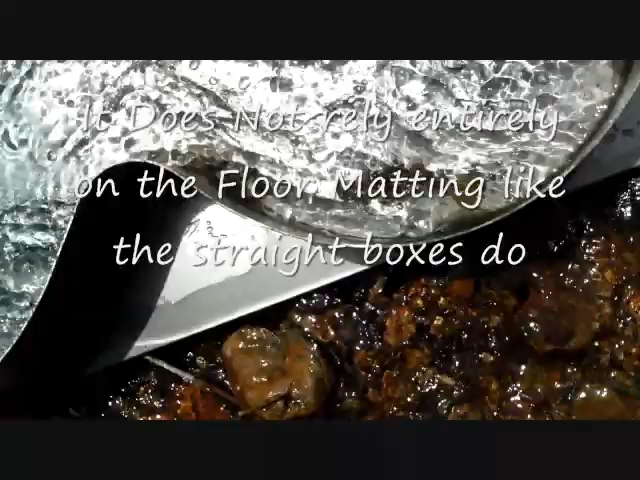 It Does Not rely entirely
on the Floor Matting like
the straight boxes do